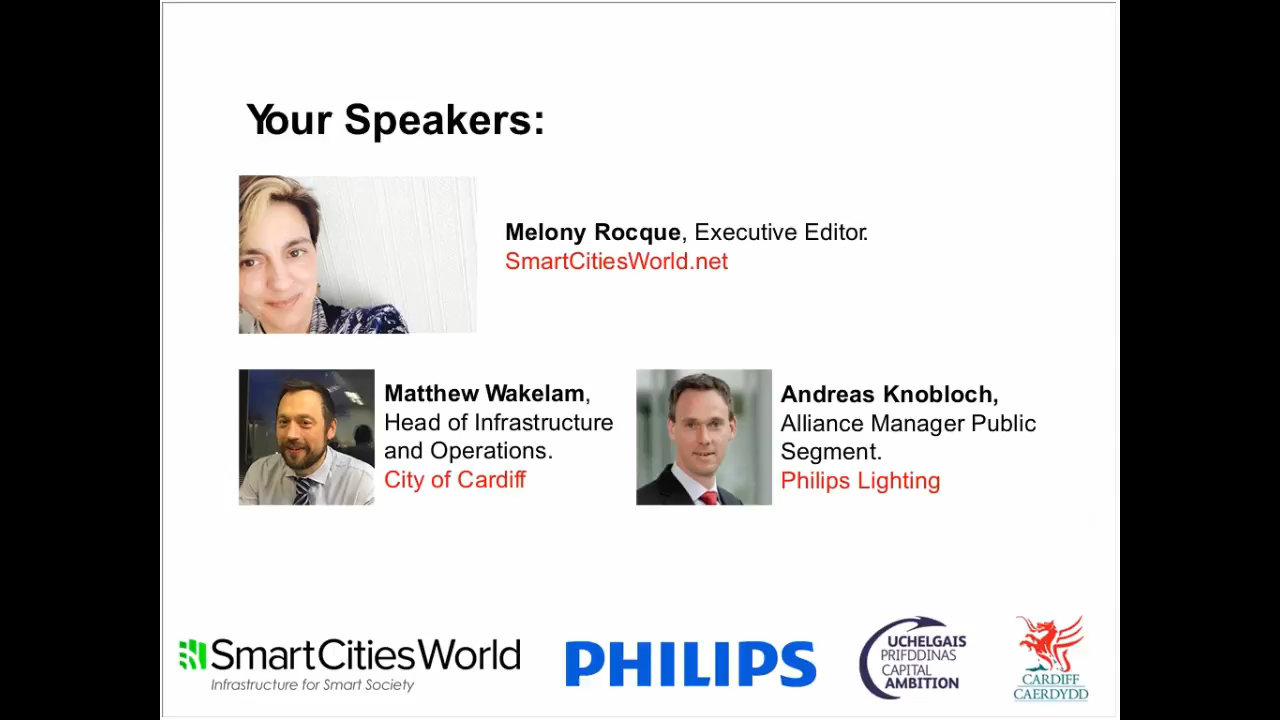 Your Speakers:
Melony Rocque, Executive Editor.
SmartCitiesWorld.net
Matthew Wakelam,
Head of Infrastructure
and Operations.
City of Cardiff
Andreas Knobloch,
Alliance Manager Public
Segment.
Philips Lighting
SmartCitiesWorld
Infrastructure for Smart Society
PHILIPS
UCHELGAIS
PRIFDDINAS
CAPITAL
AMBITION
CARDIFF
CAERDYDD